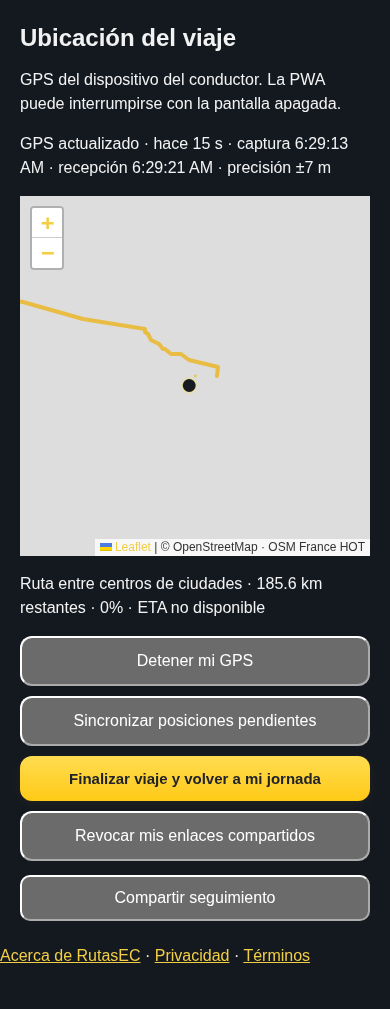 Ubicación del viaje
GPS del dispositivo del conductor. La PWA
puede interrumpirse con la pantalla apagada.
GPS actualizado · hace 15 s · captura 6:29:13
AM · recepción 6:29:21 AM · precisión ±7 m
+
−
Leaflet | © OpenStreetMap · OSM France HOT
Ruta entre centros de ciudades · 185.6 km
restantes · 0% · ETA no disponible
Detener mi GPS
Sincronizar posiciones pendientes
Finalizar viaje y volver a mi jornada
Revocar mis enlaces compartidos
Compartir seguimiento
Acerca de RutasEC · Privacidad · Términos